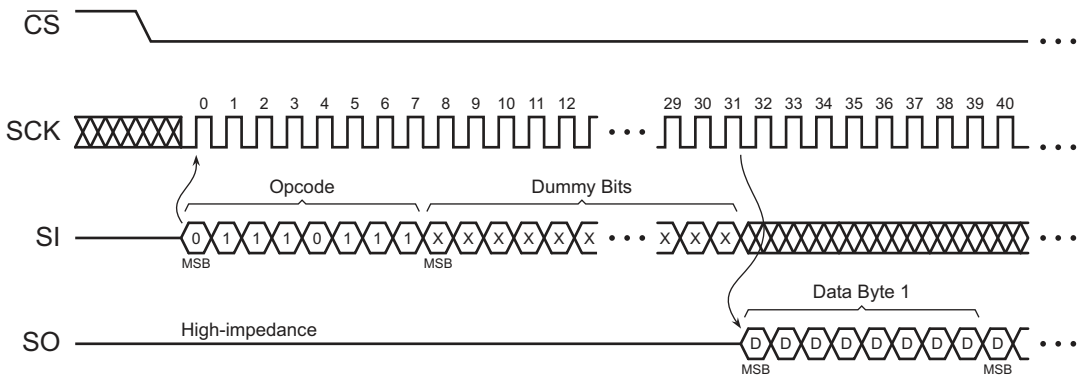 CS
0 1 2 3 4 5 6 7 8 9 10 11 12 29 30 31 32 33 34 35 36 37 38 39 40
SCK
Opcode Dummy Bits
SI 0 1 1 1 0 1 1 1 X X X X X X X X X
MSB MSB
Data Byte 1
High-impedance
SO D D D D D D D D D
MSB MSB